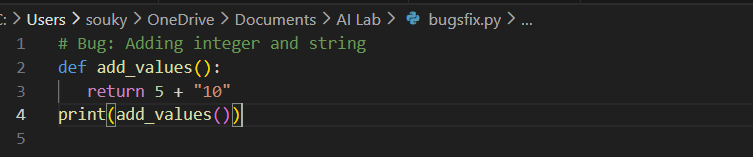 C: > Users > souky > OneDrive > Documents > AI Lab > bugsfix.py > ...
1 # Bug: Adding integer and string
2 def add_values():
3     return 5 + "10"
4 print(add_values())
5